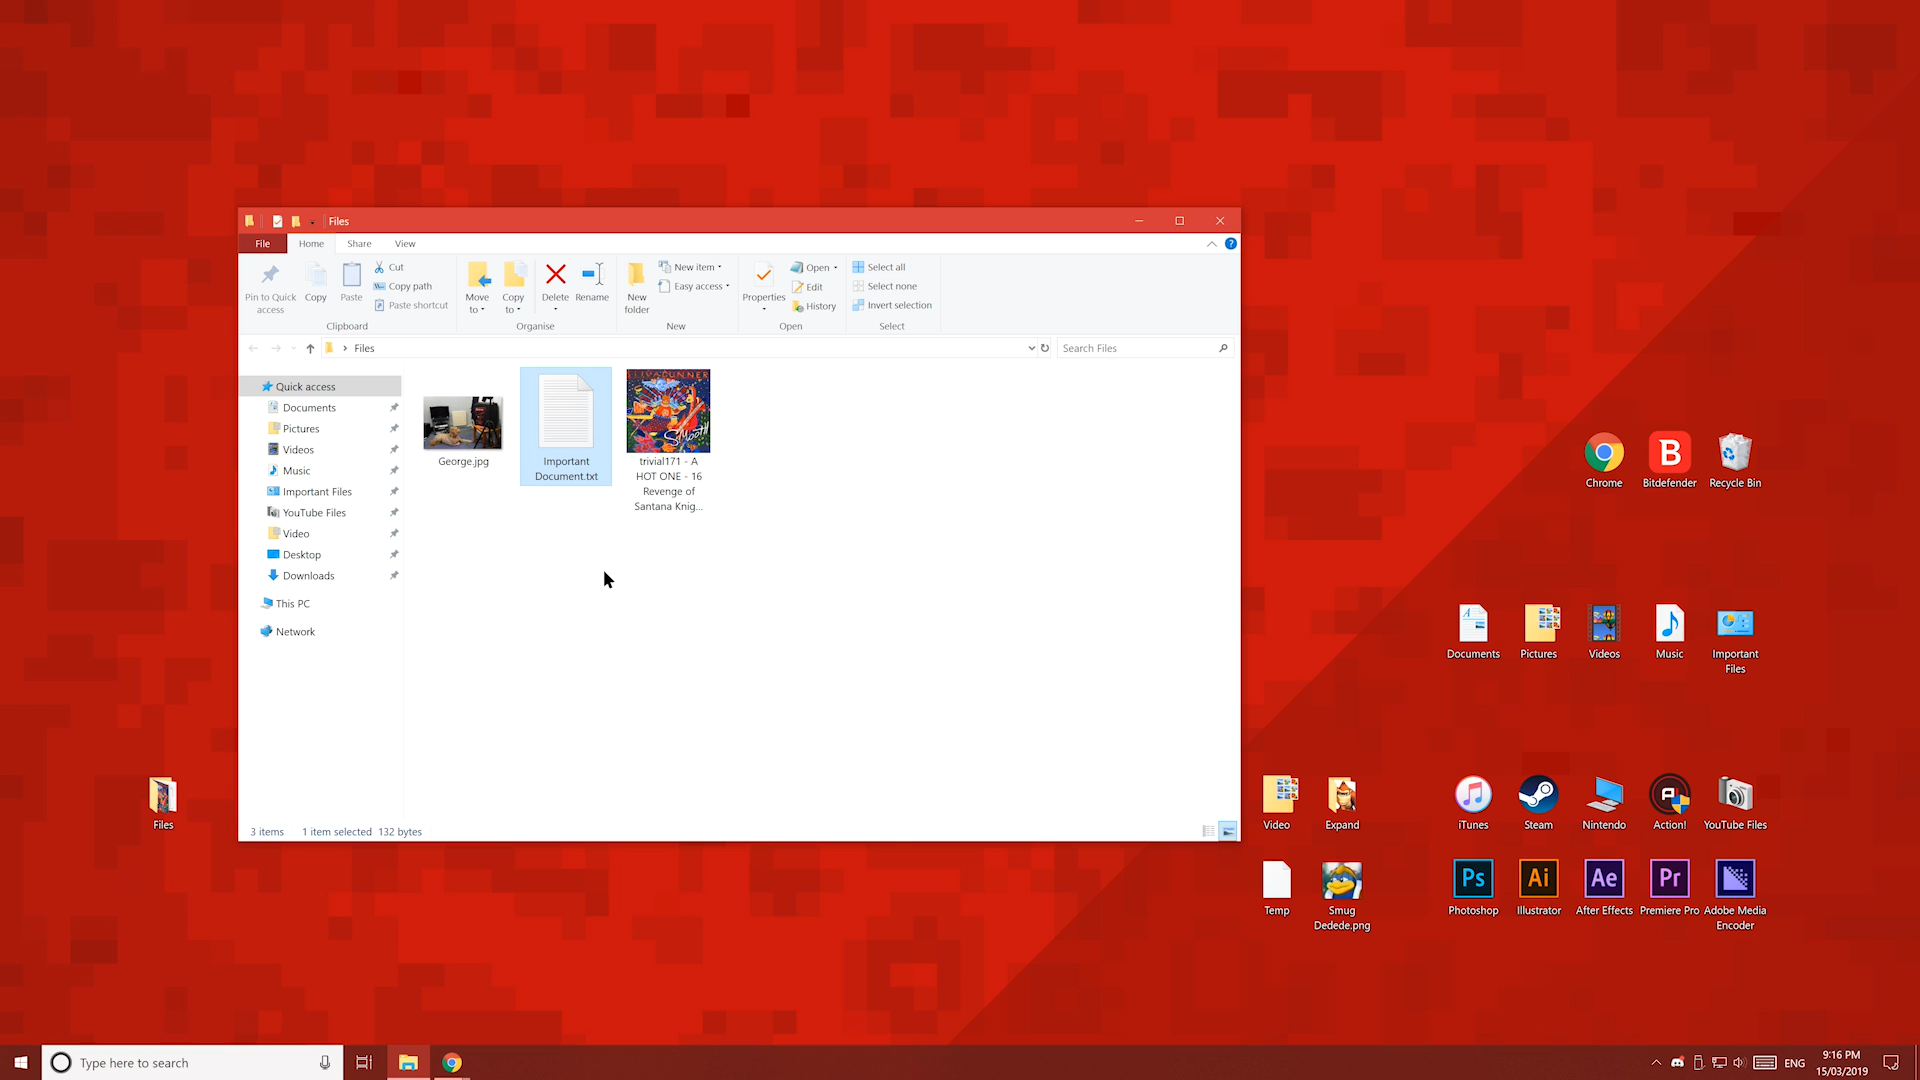 Files
File
Home
Share
View
?
Pin to Quick
access
Copy
Paste
Cut
Copy path
Paste shortcut
Clipboard
Move
to
Copy
to
Delete
Rename
Organise
New
folder
New item
Easy access
New
Properties
Open
Edit
History
Open
Select all
Select none
Invert selection
Select
Files
Search Files
Quick access
Documents
Pictures
Videos
Music
Important Files
YouTube Files
Video
Desktop
Downloads
This PC
Network
George.jpg
Important
Document.txt
SMooTH
trivial171 - A
HOT ONE - 16
Revenge of
Santana Knig...
3 items
1 item selected 132 bytes
Files
Chrome
B
Bitdefender
Recycle Bin
A
Documents
Pictures
Videos
Music
Important
Files
Video
Expand
iTunes
Steam
Nintendo
Action!
YouTube Files
Temp
Smug
Dedede.png
Ps
Photoshop
Ai
Illustrator
Ae
After Effects
Pr
Premiere Pro
Adobe Media
Encoder
Type here to search
ENG
9:16 PM
15/03/2019